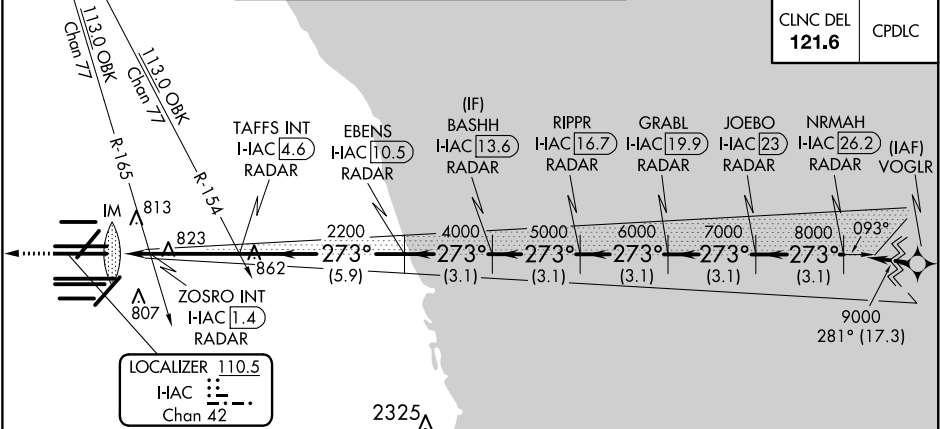 CLNC DEL
121.6
CPDLC
113.0 OBK
Chan 77
113.0 OBK
Chan 77
R-165
R-154
TAFFS INT
I-IAC 4.6
RADAR
EBENS
I-IAC 10.5
RADAR
(IF)
BASHH
I-IAC 13.6
RADAR
RIPPR
I-IAC 16.7
RADAR
GRABL
I-IAC 19.9
RADAR
JOEBO
I-IAC 23
RADAR
NRMAH
I-IAC 26.2
RADAR
(IAF)
VOGLR
IM
813
823
862
807
2200
273°
(5.9)
4000
273°
(3.1)
5000
273°
(3.1)
6000
273°
(3.1)
7000
273°
(3.1)
8000
273°
(3.1)
093°
9000
281° (17.3)
ZOSRO INT
I-IAC 1.4
RADAR
LOCALIZER 110.5
I-IAC
Chan 42
2325